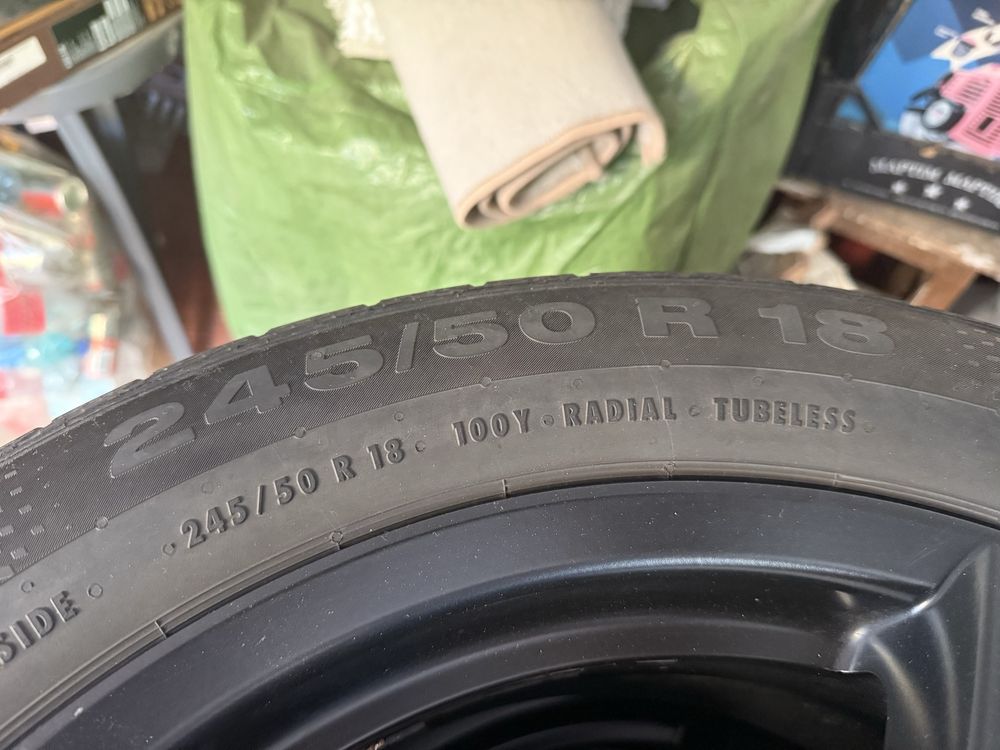 245/50 R 18
245/50 R 18 • 100Y • RADIAL • TUBELESS
SIDE